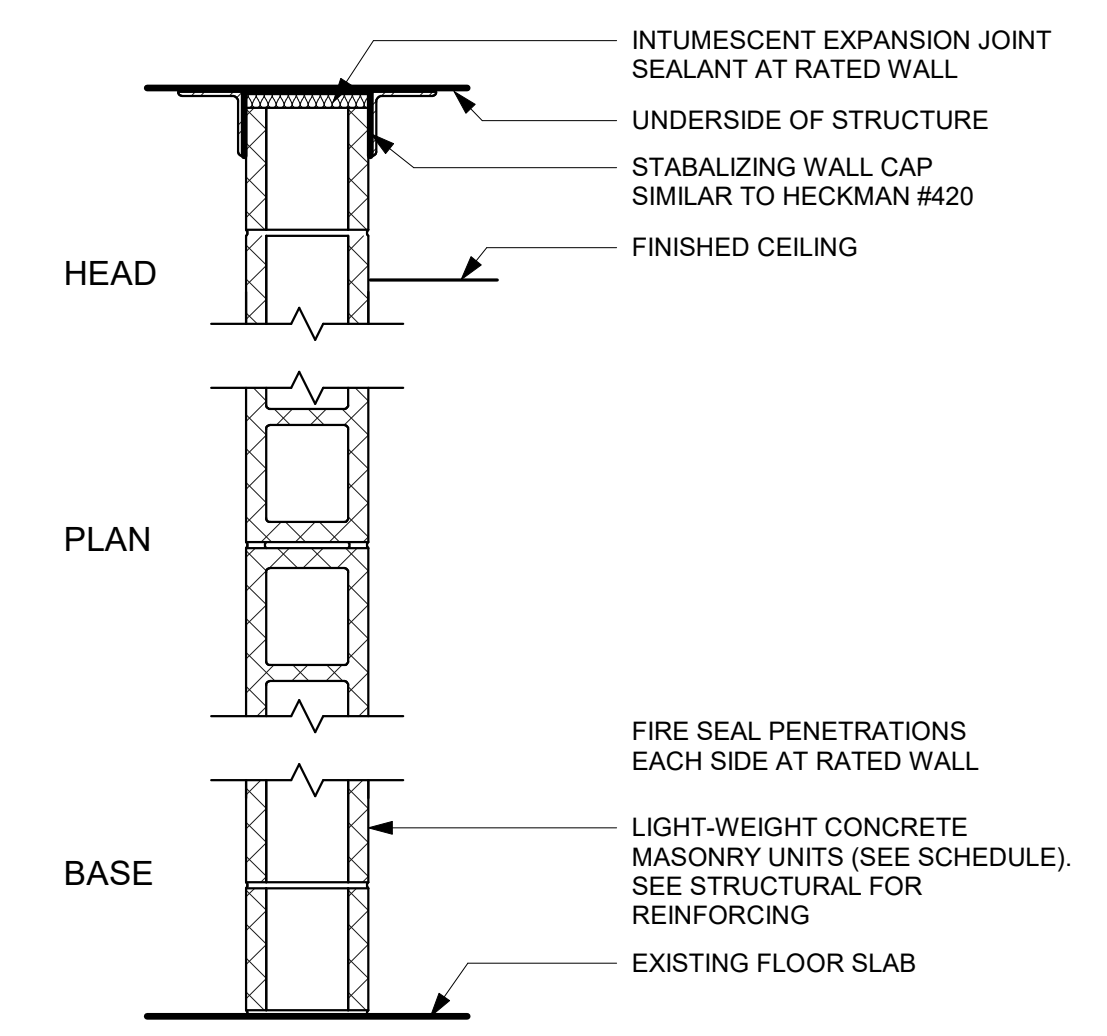 INTUMESCENT EXPANSION JOINT
SEALANT AT RATED WALL
UNDERSIDE OF STRUCTURE
STABALIZING WALL CAP
SIMILAR TO HECKMAN #420
FINISHED CEILING
HEAD
PLAN
FIRE SEAL PENETRATIONS
EACH SIDE AT RATED WALL
LIGHT-WEIGHT CONCRETE
MASONRY UNITS (SEE SCHEDULE).
SEE STRUCTURAL FOR
REINFORCING
BASE
EXISTING FLOOR SLAB